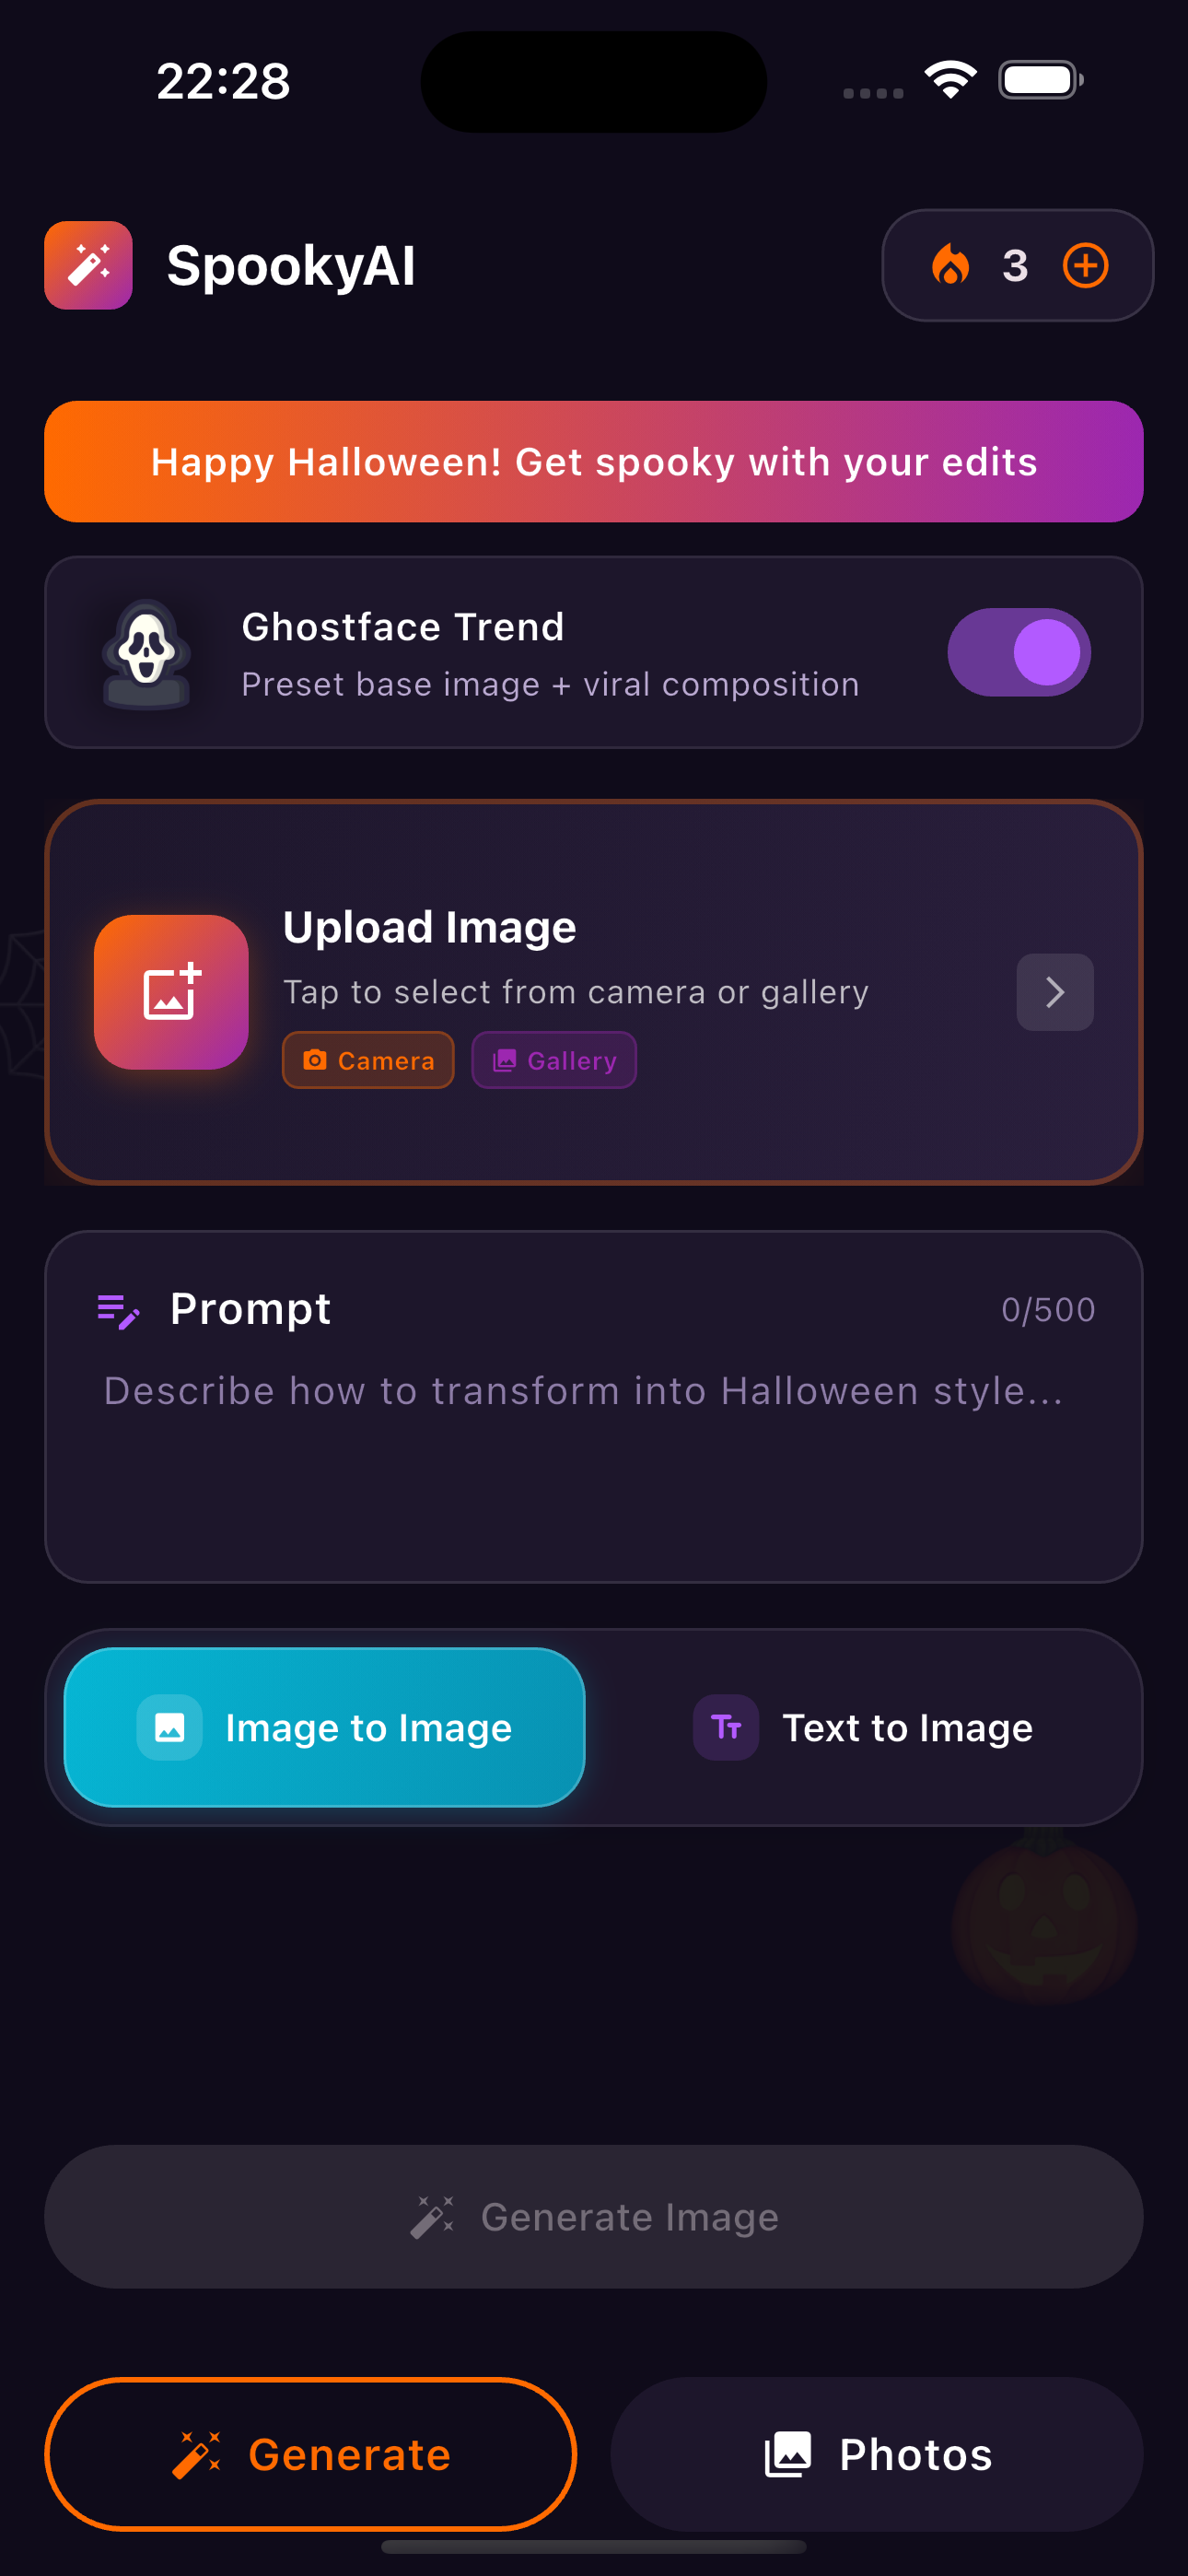 22:28
SpookyAI
3
Happy Halloween! Get spooky with your edits
Ghostface Trend
Preset base image + viral composition
Upload Image
Tap to select from camera or gallery
Camera
Gallery
Prompt
0/500
Describe how to transform into Halloween style...
Image to Image
Tt
Text to Image
Generate Image
Generate
Photos